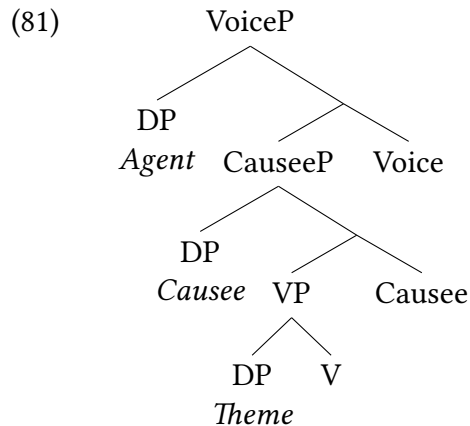 (81) VoiceP
DP
Agent CauseeP Voice
DP
Causee VP Causee
DP V
Theme